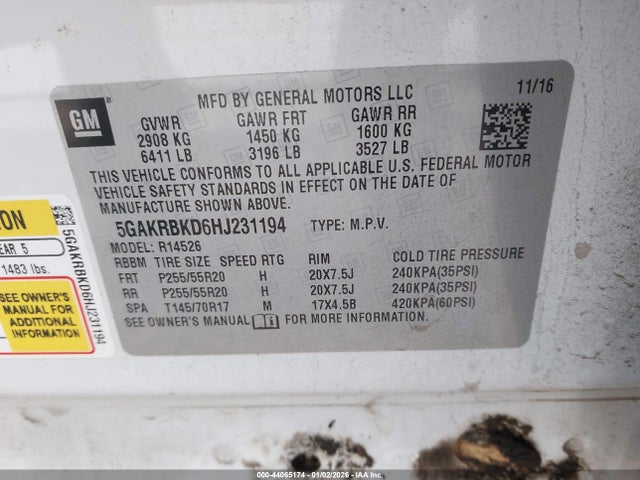 GM
MFD BY GENERAL MOTORS LLC
11/16
GVWR GAWR FRT GAWR RR
2908 KG 1450 KG 1600 KG
6411 LB 3196 LB 3527 LB
THIS VEHICLE CONFORMS TO ALL APPLICABLE U.S. FEDERAL MOTOR
VEHICLE SAFETY STANDARDS IN EFFECT ON THE DATE OF
MANUFACTURE SHOWN ABOVE.
5GAKRBKD6HJ231194 TYPE: M.P.V.
MODEL: R14526
RBBM TIRE SIZE SPEED RTG RIM COLD TIRE PRESSURE
FRT P255/55R20 H 20X7.5J 240KPA(35PSI)
RR P255/55R20 H 20X7.5J 240KPA(35PSI)
SPA T145/70R17 M 17X4.5B 420KPA(60PSI)
SEE OWNER'S MANUAL FOR MORE INFORMATION.
TION
EAR 5
1483 lbs.
SEE OWNER'S
MANUAL FOR
ADDITIONAL
INFORMATION
5GAKRBKD6HJ231194
000-44065174 - 01/02/2026 - IAA Holdings, LLC